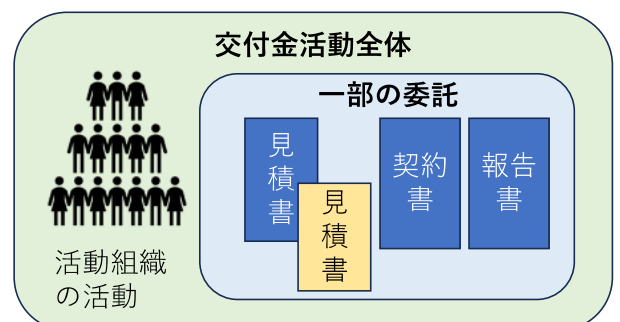 交付金活動全体
一部の委託
見
積
書
見
積
書
契約
書
報告
書
活動組織
の活動